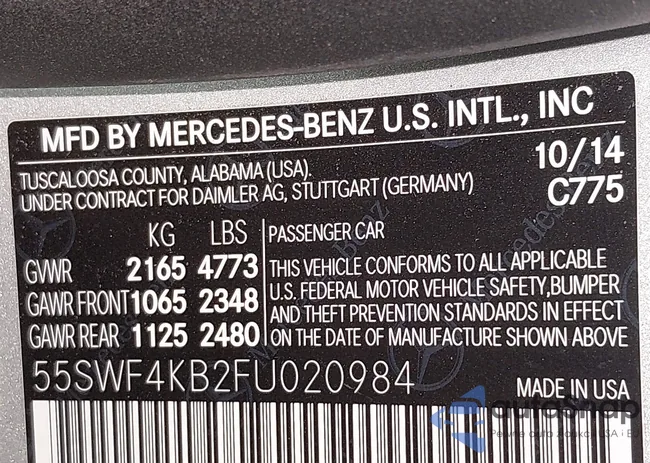 MFD BY MERCEDES-BENZ U.S. INTL., INC
TUSCALOOSA COUNTY, ALABAMA (USA). 10/14
UNDER CONTRACT FOR DAIMLER AG, STUTTGART (GERMANY) C775
KG LBS PASSENGER CAR
GVWR 2165 4773 THIS VEHICLE CONFORMS TO ALL APPLICABLE
GAWR FRONT 1065 2348 U.S. FEDERAL MOTOR VEHICLE SAFETY, BUMPER
AND THEFT PREVENTION STANDARDS IN EFFECT
GAWR REAR 1125 2480 ON THE DATE OF MANUFACTURE SHOWN ABOVE
55SWF4KB2FU020984 MADE IN USA
autoSnap